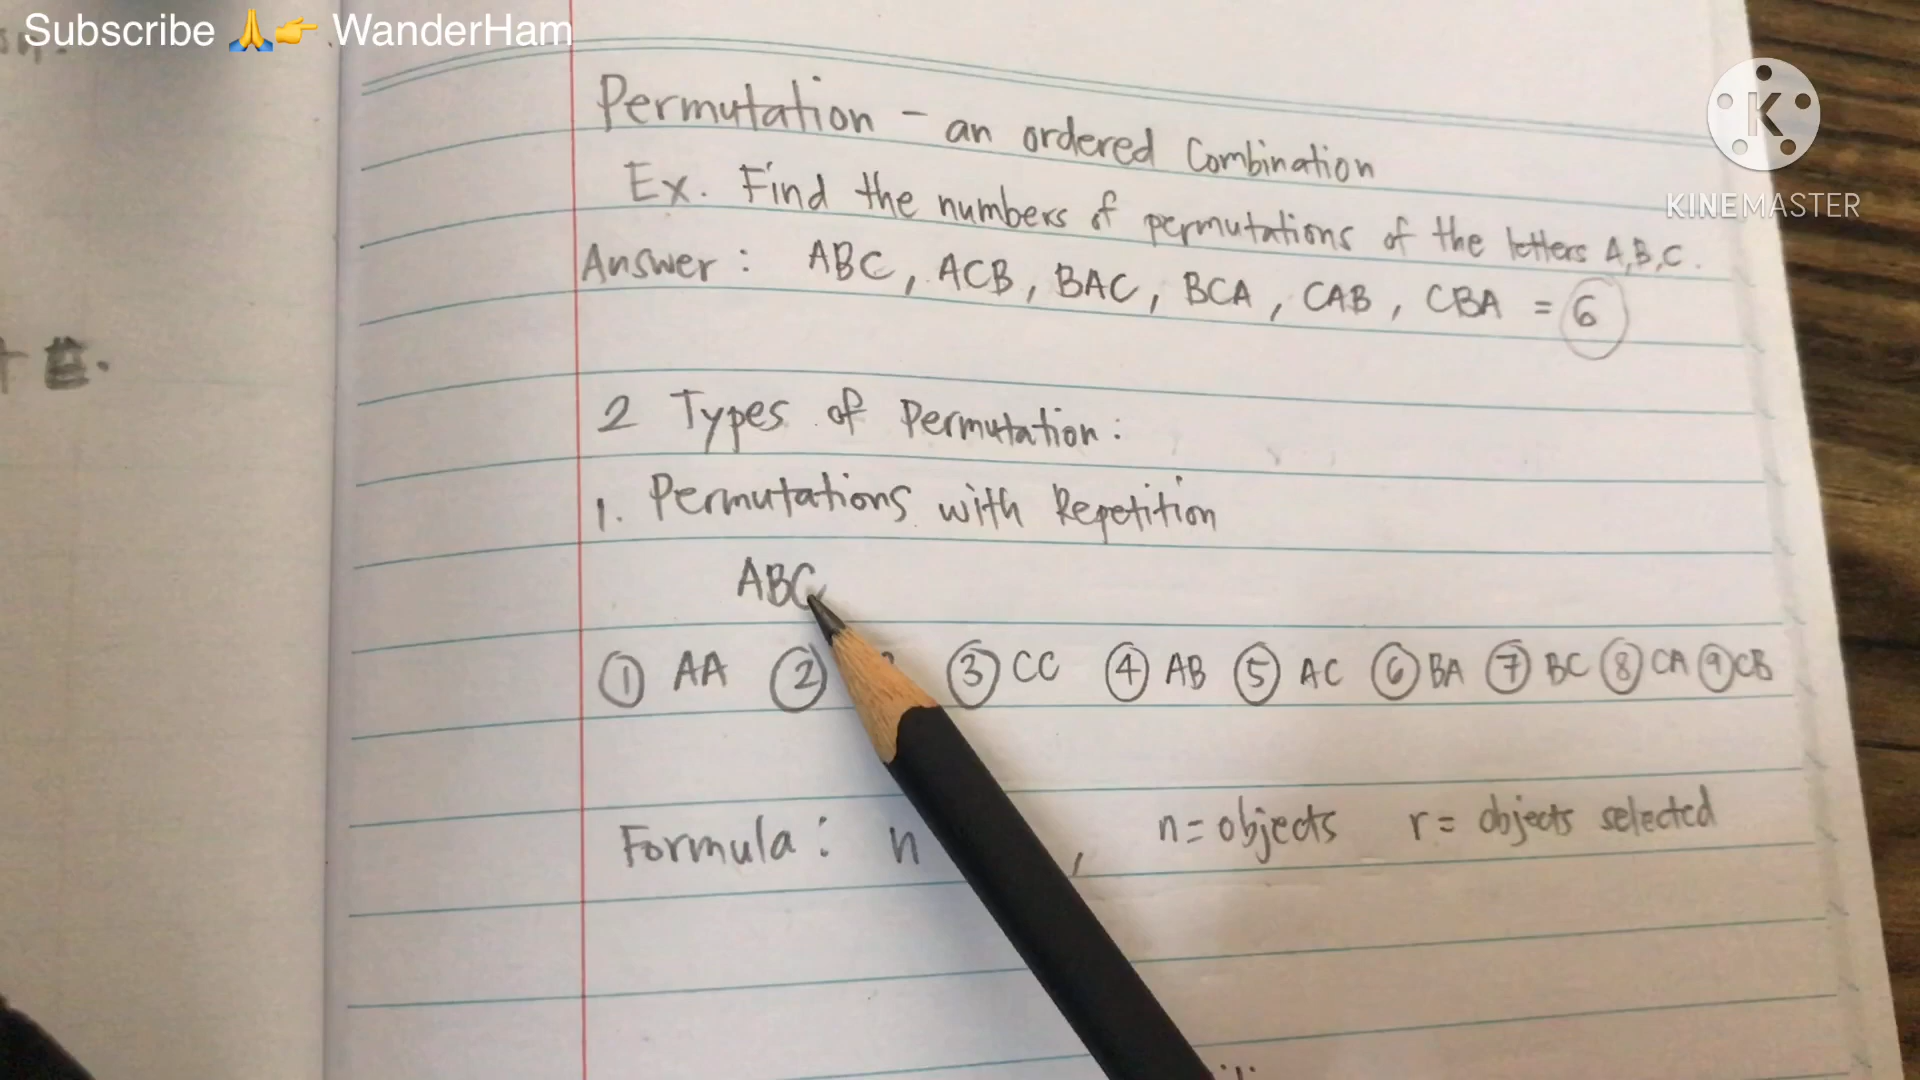 Subscribe 🙏👉 WanderHam
KINEMASTER
Permutation - an ordered Combination
Ex. Find the numbers of permutations of the letters A,B,C.
Answer : ABC, ACB, BAC, BCA, CAB, CBA = 6
2 Types of Permutation:
1. Permutations with Repetition
ABC
① AA ② ③ CC ④ AB ⑤ AC ⑥ BA ⑦ BC ⑧ CA ⑨ CB
Formula: n , n = objects r = objects selected